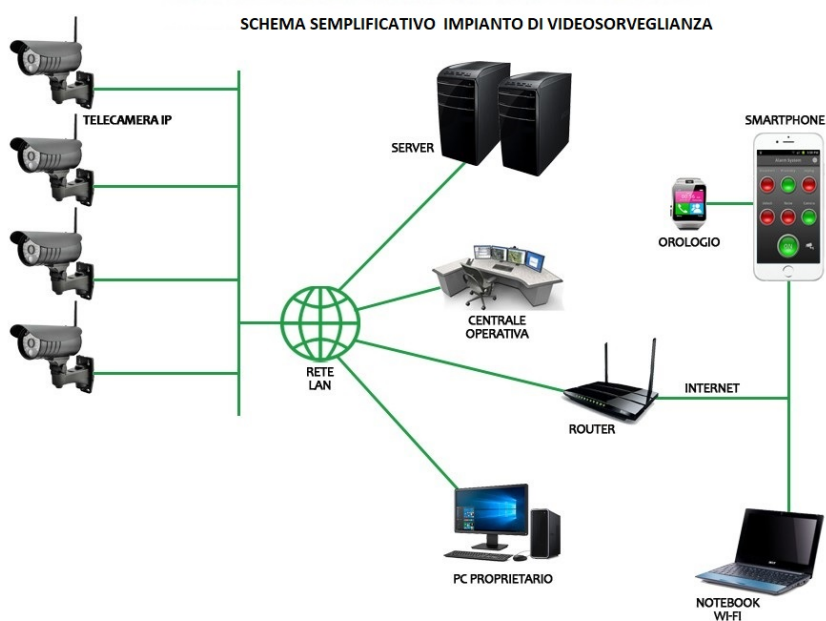 SCHEMA SEMPLIFICATIVO IMPIANTO DI VIDEOSORVEGLIANZA
TELECAMERA IP
SERVER
SMARTPHONE
OROLOGIO
CENTRALE
OPERATIVA
RETE
LAN
INTERNET
ROUTER
PC PROPRIETARIO
NOTEBOOK
WI-FI